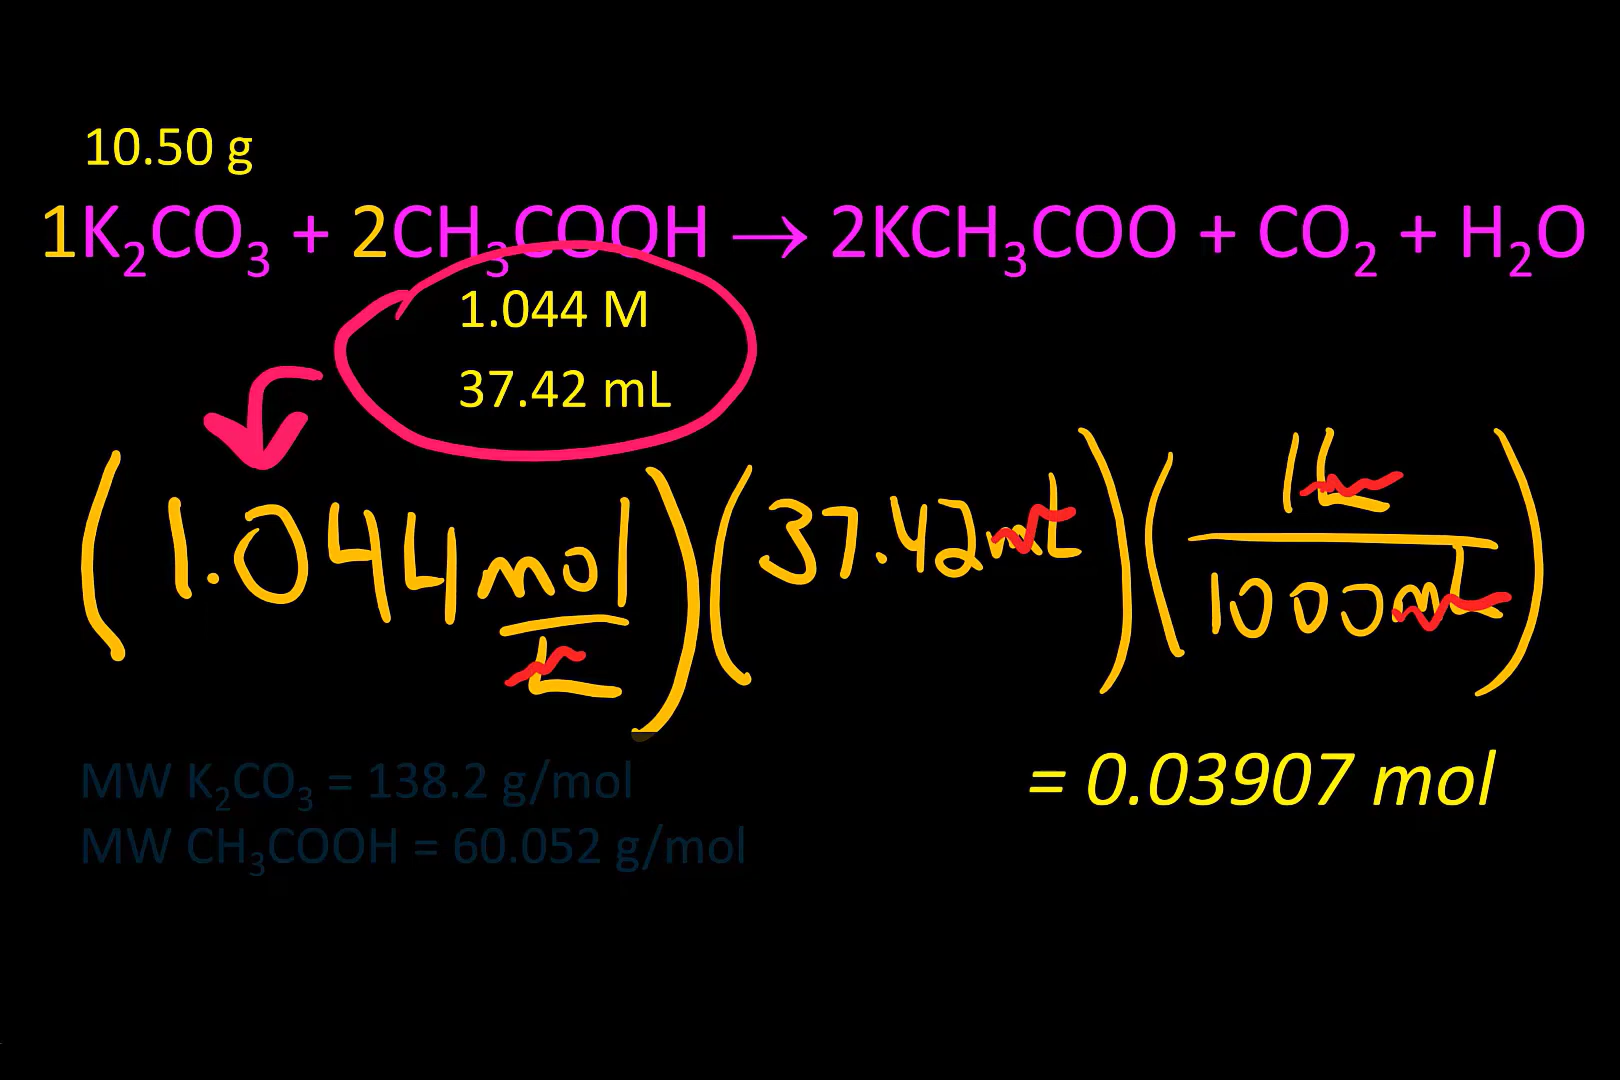 10.50 g
1K₂CO₃ + 2CH₃COOH → 2KCH₃COO + CO₂ + H₂O
1.044 M
37.42 mL
(1.044 mol/L)(37.42 mL)(1L/1000 mL)
= 0.03907 mol
MW K₂CO₃ = 138.2 g/mol
MW CH₃COOH = 60.052 g/mol